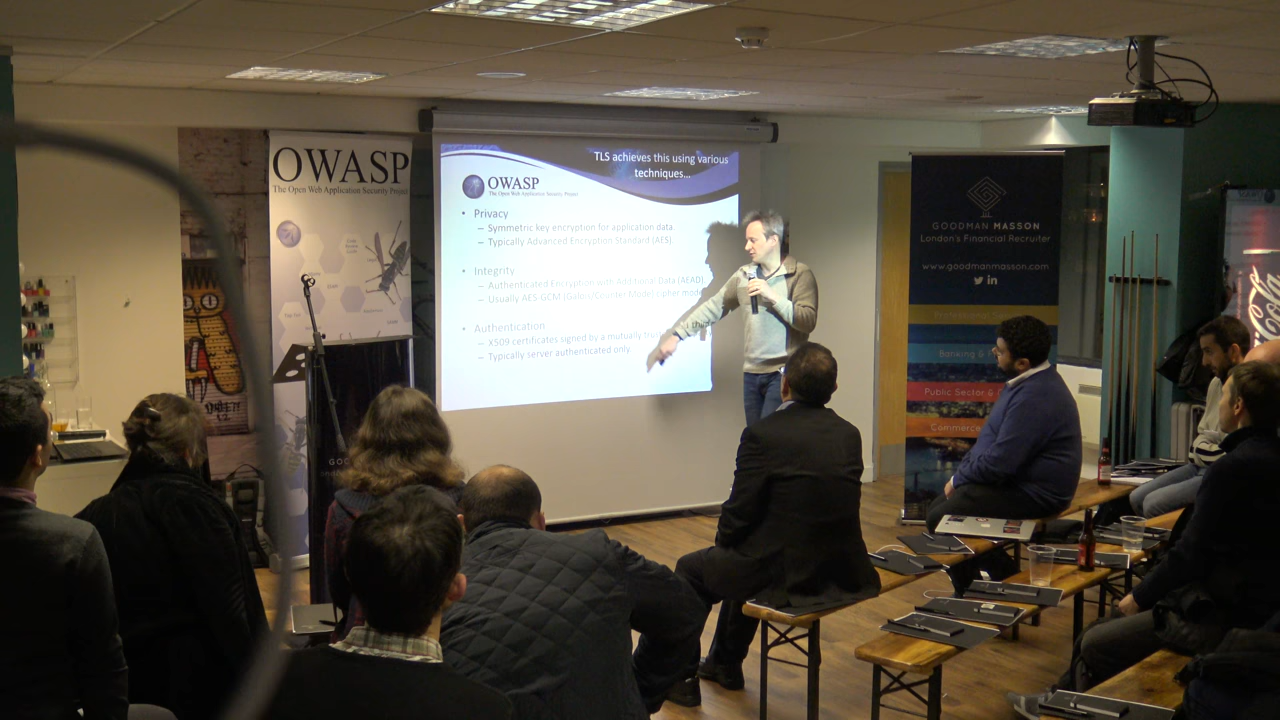 OWASP
The Open Web Application Security Project
TLS achieves this using various
techniques...
OWASP
The Open Web Application Security Project
• Privacy
– Symmetric key encryption for application data.
– Typically Advanced Encryption Standard (AES).
• Integrity
– Authenticated Encryption with Additional Data (AEAD).
– Usually AES-GCM (Galois/Counter Mode) cipher mode
• Authentication
– X509 certificates signed by a mutually
– Typically server authenticated only.
GOODMAN MASSON
London's Financial Recruiter
www.goodmanmasson.com
in
Professional
Banking &
Public Sector &
Commerce